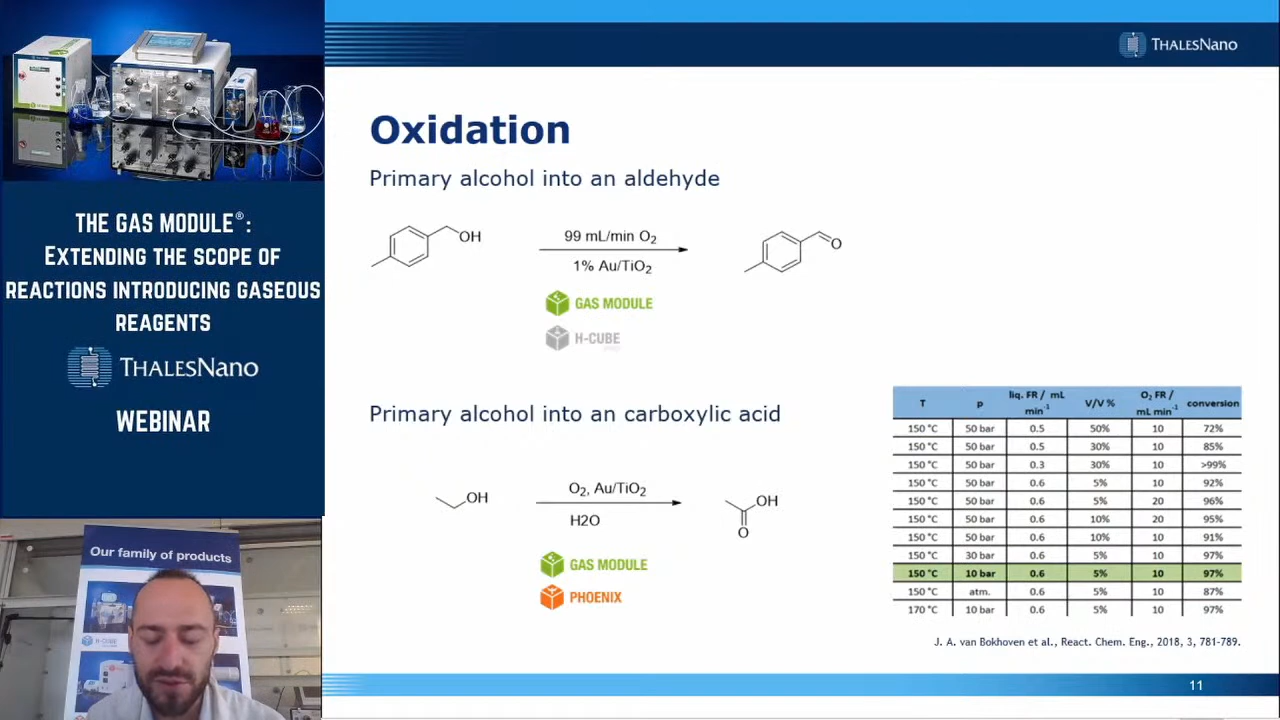 THE GAS MODULE®:
EXTENDING THE SCOPE OF
REACTIONS INTRODUCING GASEOUS
REAGENTS
THALESNANO
WEBINAR
Our family of products
H-CUBE
THALESNANO
Oxidation
Primary alcohol into an aldehyde
OH
99 mL/min O2
1% Au/TiO2
O
GAS MODULE
H-CUBE
Primary alcohol into an carboxylic acid
OH
O2, Au/TiO2
H2O
OH
O
GAS MODULE
PHOENIX
T p liq. FR / mL min-1 V/V % O2 FR / mL min-1 conversion
150 °C 50 bar 0.5 50% 10 72%
150 °C 50 bar 0.5 30% 10 85%
150 °C 50 bar 0.3 30% 10 >99%
150 °C 50 bar 0.6 5% 10 92%
150 °C 50 bar 0.6 5% 20 96%
150 °C 50 bar 0.6 10% 20 95%
150 °C 50 bar 0.6 10% 10 91%
150 °C 30 bar 0.6 5% 10 97%
150 °C 10 bar 0.6 5% 10 97%
150 °C atm. 0.6 5% 10 87%
170 °C 10 bar 0.6 5% 10 97%
J. A. van Bokhoven et al., React. Chem. Eng., 2018, 3, 781-789.
11